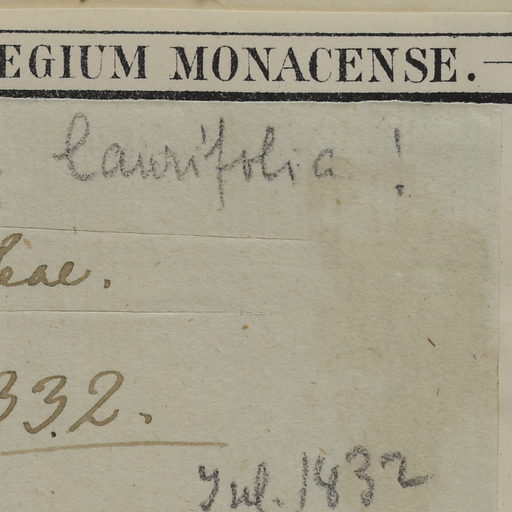 EGIUM MONACENSE.
laurifolia !
eae.
332.
Jul. 1832